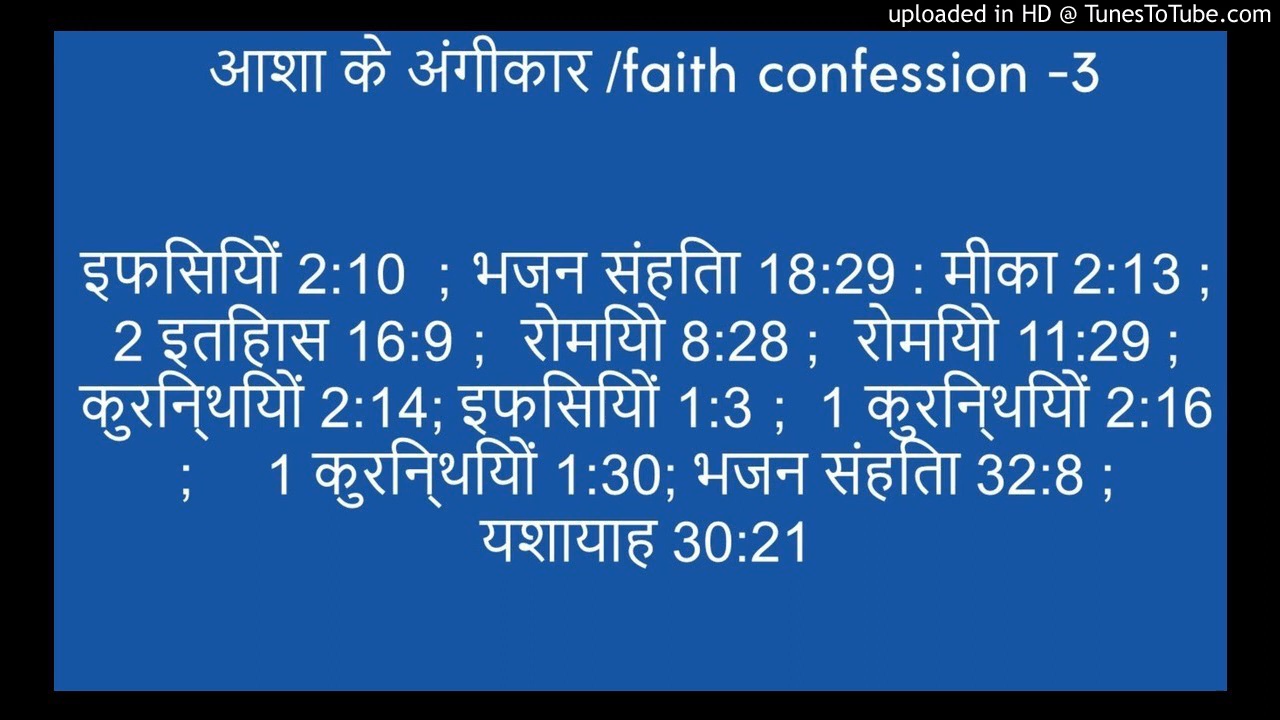 uploaded in HD @ TunesToTube.com
आशा के अंगीकार /faith confession -3
इफसियिों 2:10 ; भजन संहतिा 18:29 : मीका 2:13 ;
2 इतहिास 16:9 ; रोमयिो 8:28 ; रोमयिो 11:29 ;
कुरन्थियिों 2:14; इफसियिों 1:3 ; 1 कुरन्थियिों 2:16
; 1 कुरन्थियिों 1:30; भजन संहतिा 32:8 ;
यशायाह 30:21